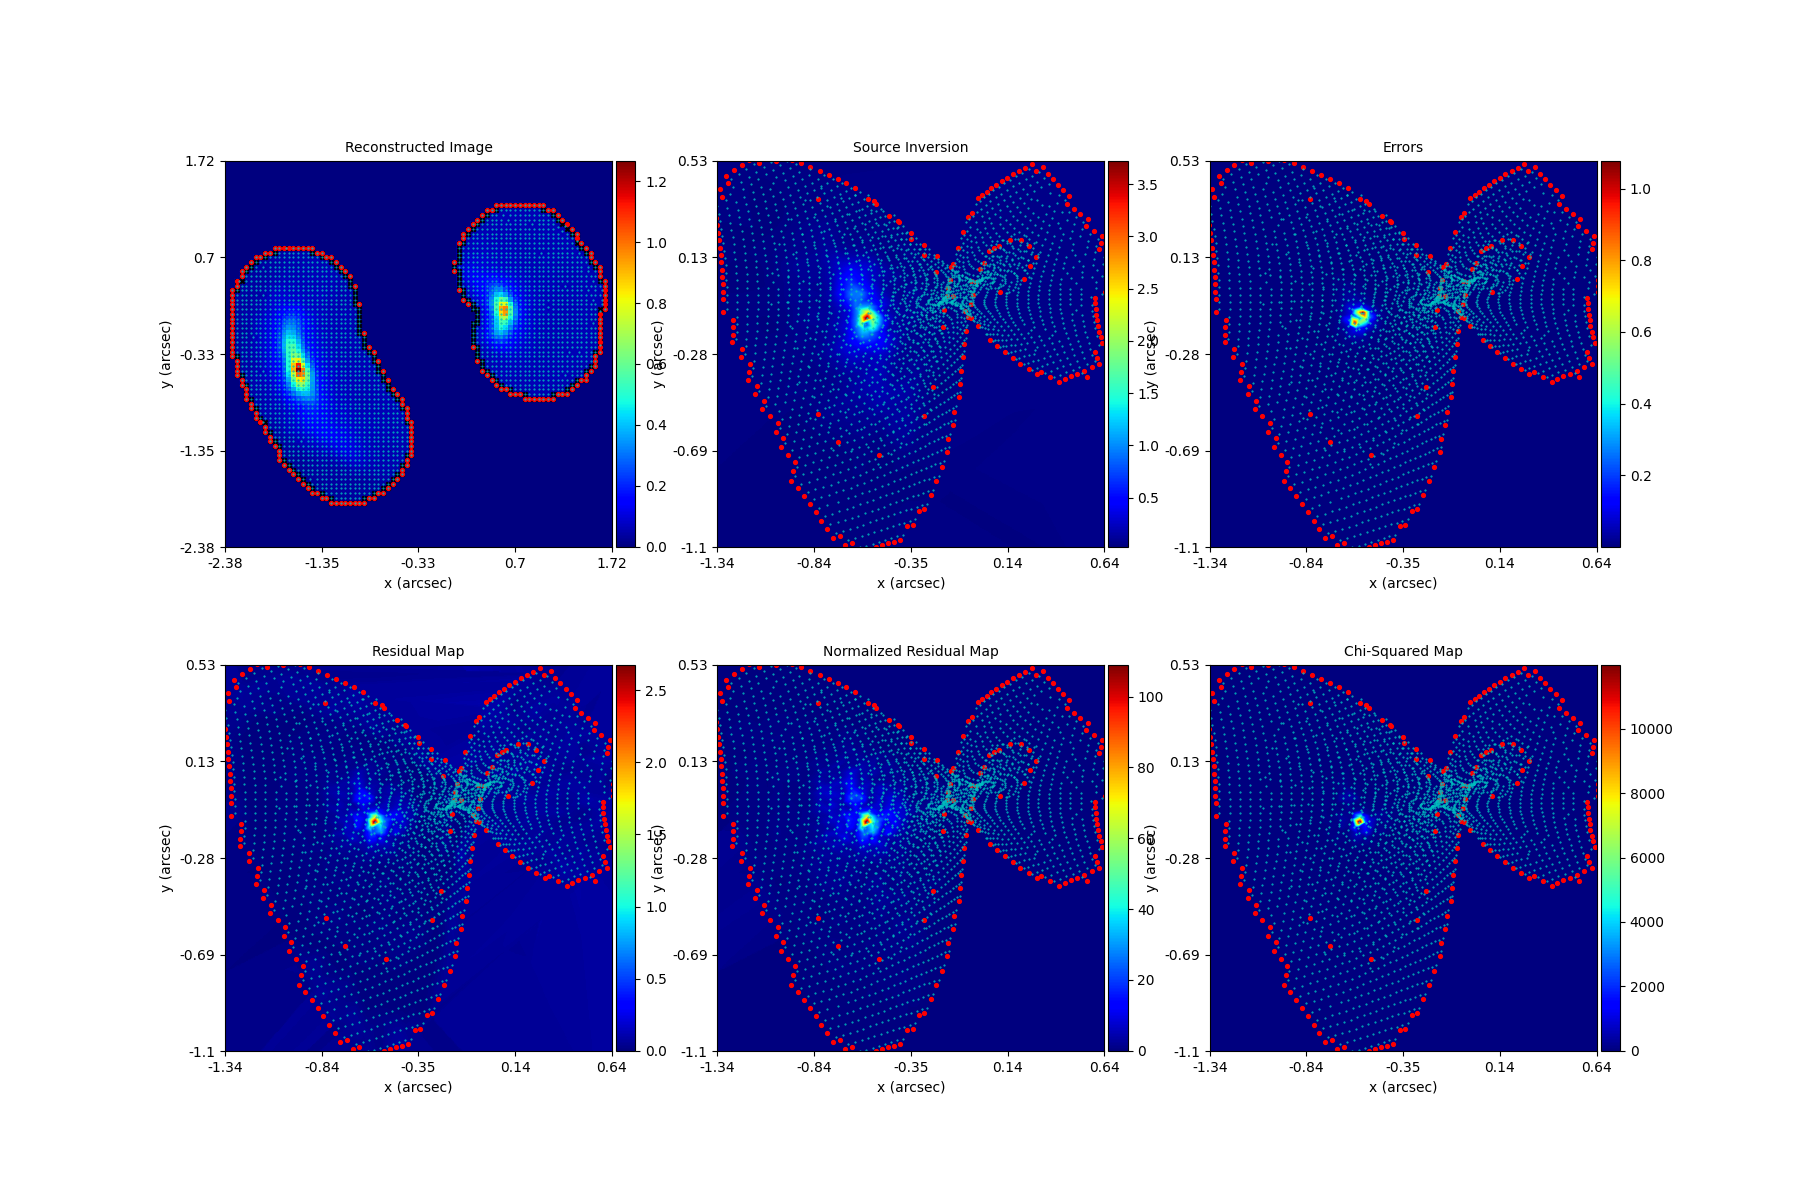 Reconstructed Image
1.72
0.7
-0.33
-1.35
-2.38
y (arcsec)
-2.38 -1.35 -0.33 0.7 1.72
x (arcsec)
1.2
1.0
0.8
0.6
0.4
0.2
0.0
Source Inversion
0.53
0.13
-0.28
-0.69
-1.1
y (arcsec)
-1.34 -0.84 -0.35 0.14 0.64
x (arcsec)
3.5
3.0
2.5
2.0
1.5
1.0
0.5
Errors
0.53
0.13
-0.28
-0.69
-1.1
y (arcsec)
-1.34 -0.84 -0.35 0.14 0.64
x (arcsec)
1.0
0.8
0.6
0.4
0.2
Residual Map
0.53
0.13
-0.28
-0.69
-1.1
y (arcsec)
-1.34 -0.84 -0.35 0.14 0.64
x (arcsec)
2.5
2.0
1.5
1.0
0.5
0.0
Normalized Residual Map
0.53
0.13
-0.28
-0.69
-1.1
y (arcsec)
-1.34 -0.84 -0.35 0.14 0.64
x (arcsec)
100
80
60
40
20
0
Chi-Squared Map
0.53
0.13
-0.28
-0.69
-1.1
y (arcsec)
-1.34 -0.84 -0.35 0.14 0.64
x (arcsec)
10000
8000
6000
4000
2000
0